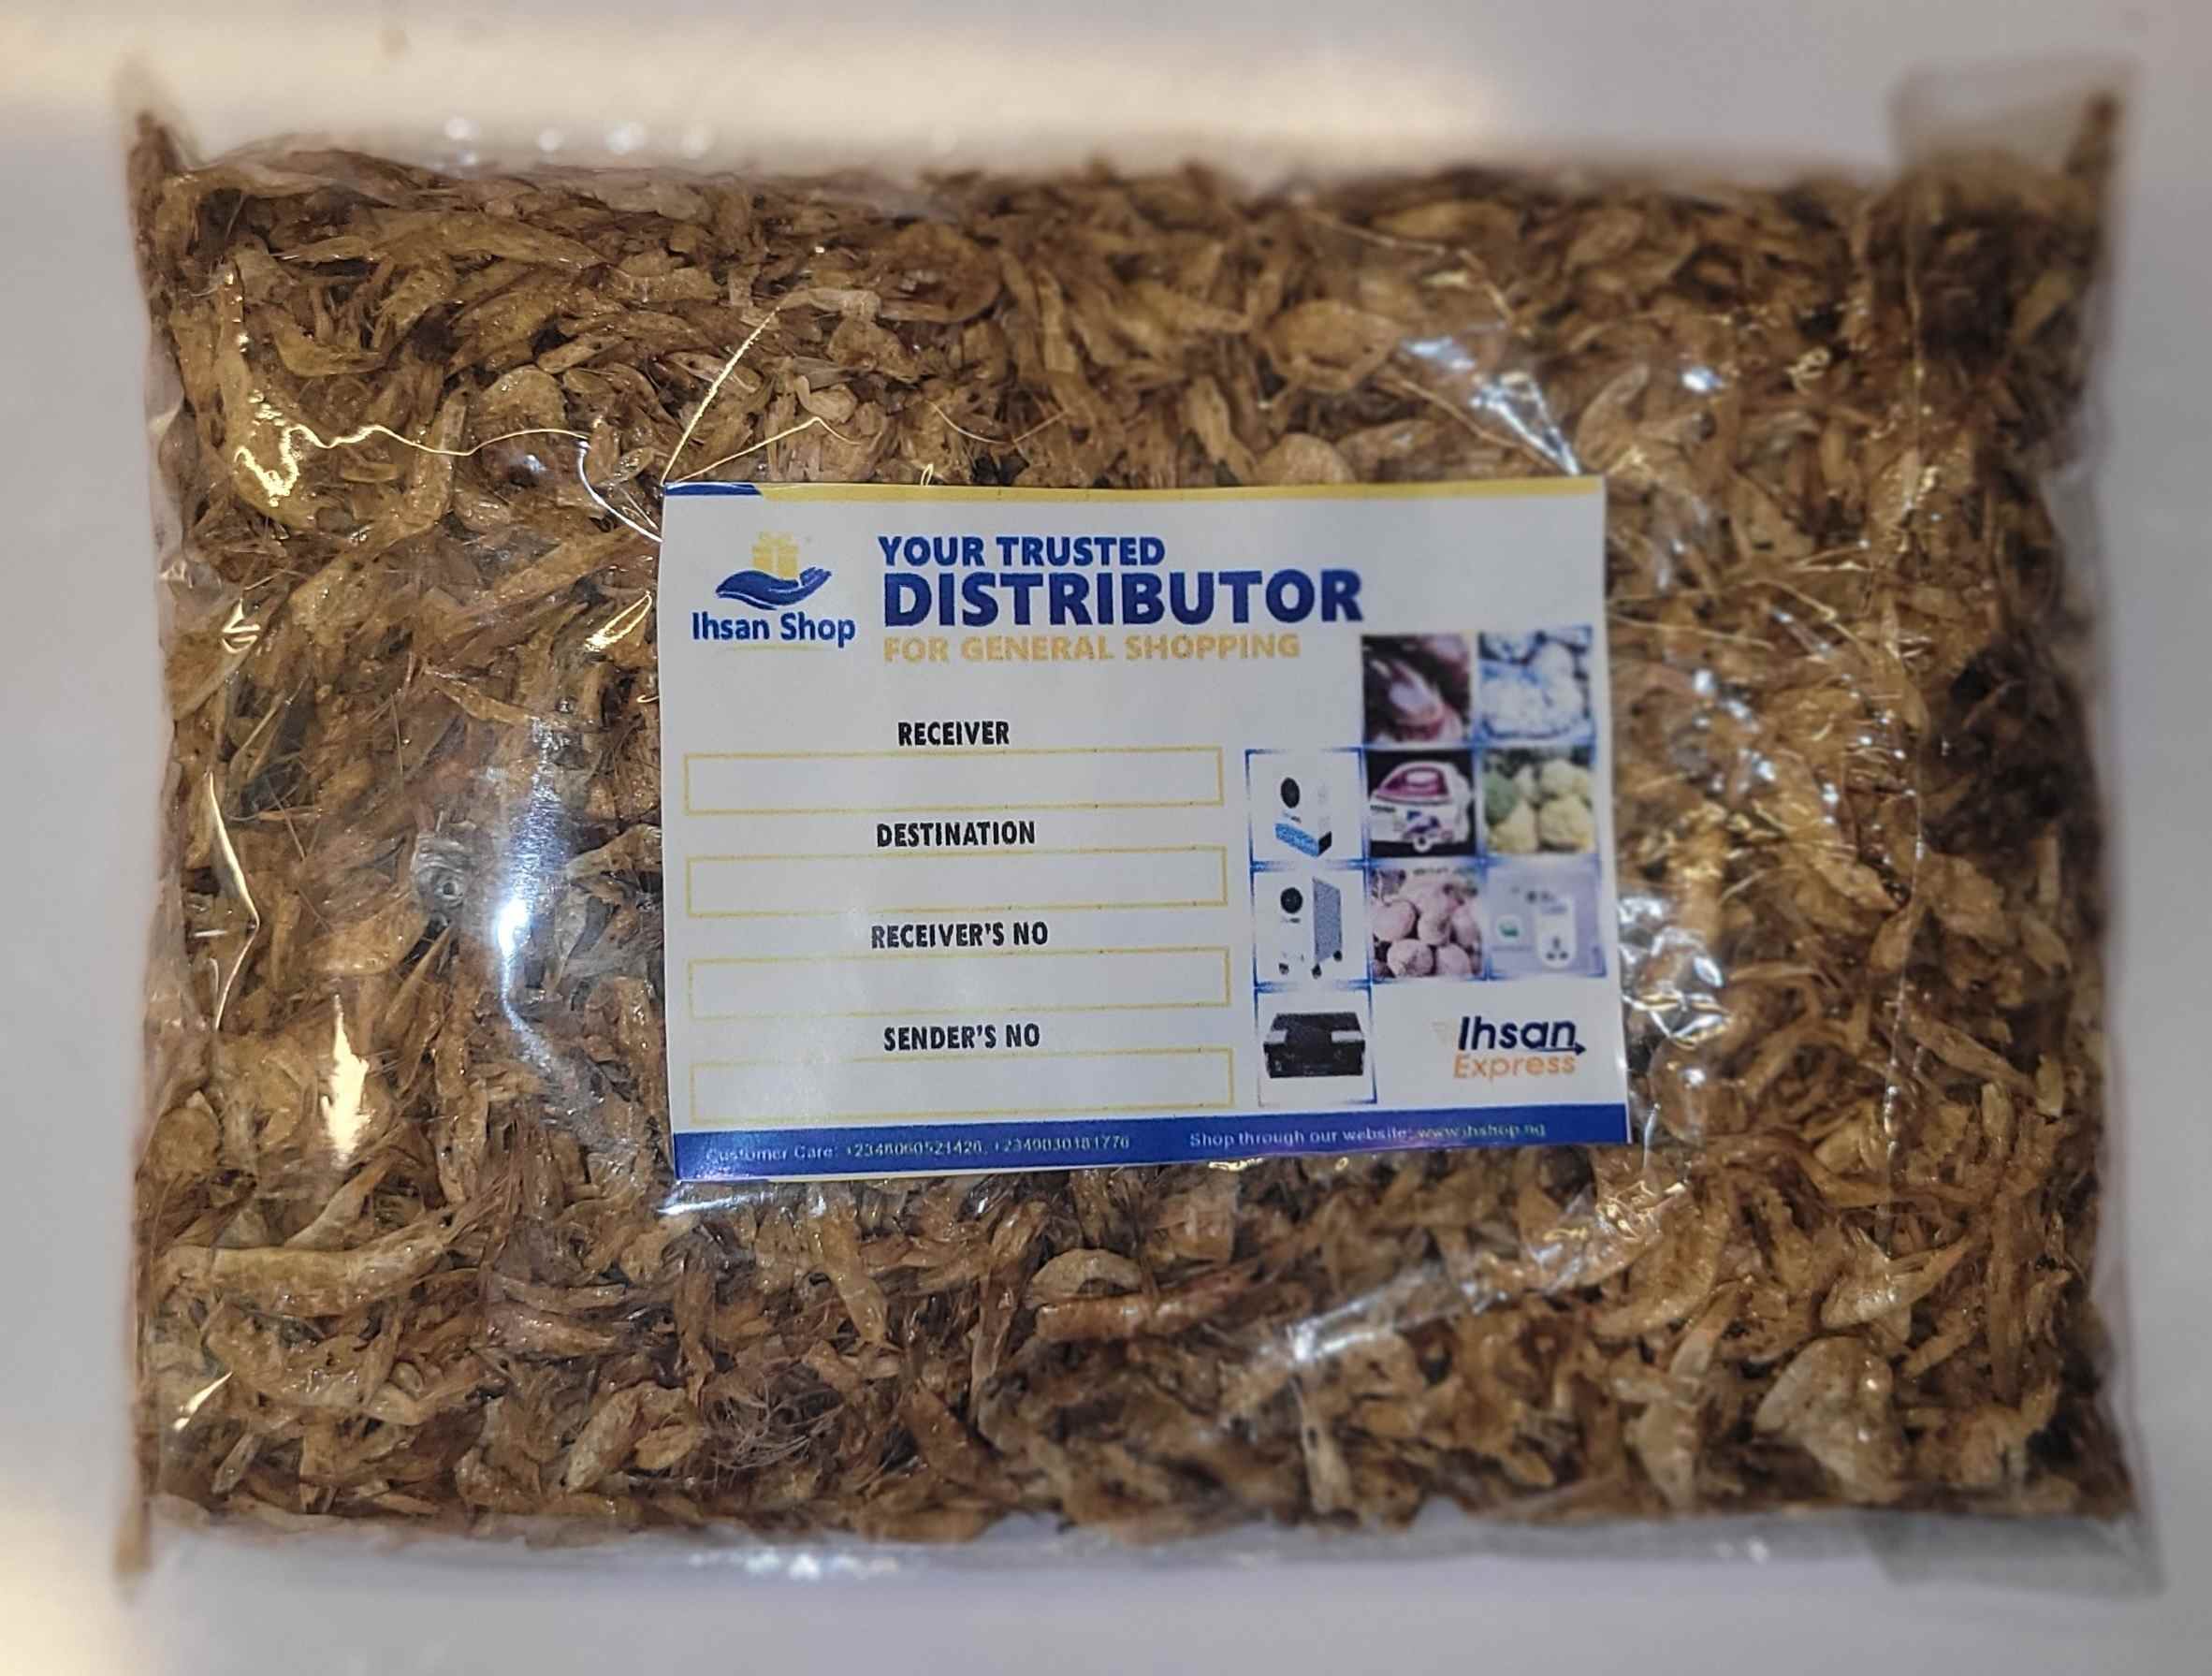 Ihsan Shop
YOUR TRUSTED
DISTRIBUTOR
FOR GENERAL SHOPPING
RECEIVER
DESTINATION
RECEIVER'S NO
SENDER'S NO
Ihsan
Express
Customer Care: +2348060521426, +2349030181776
Shop through our website: www.ihshop.ng